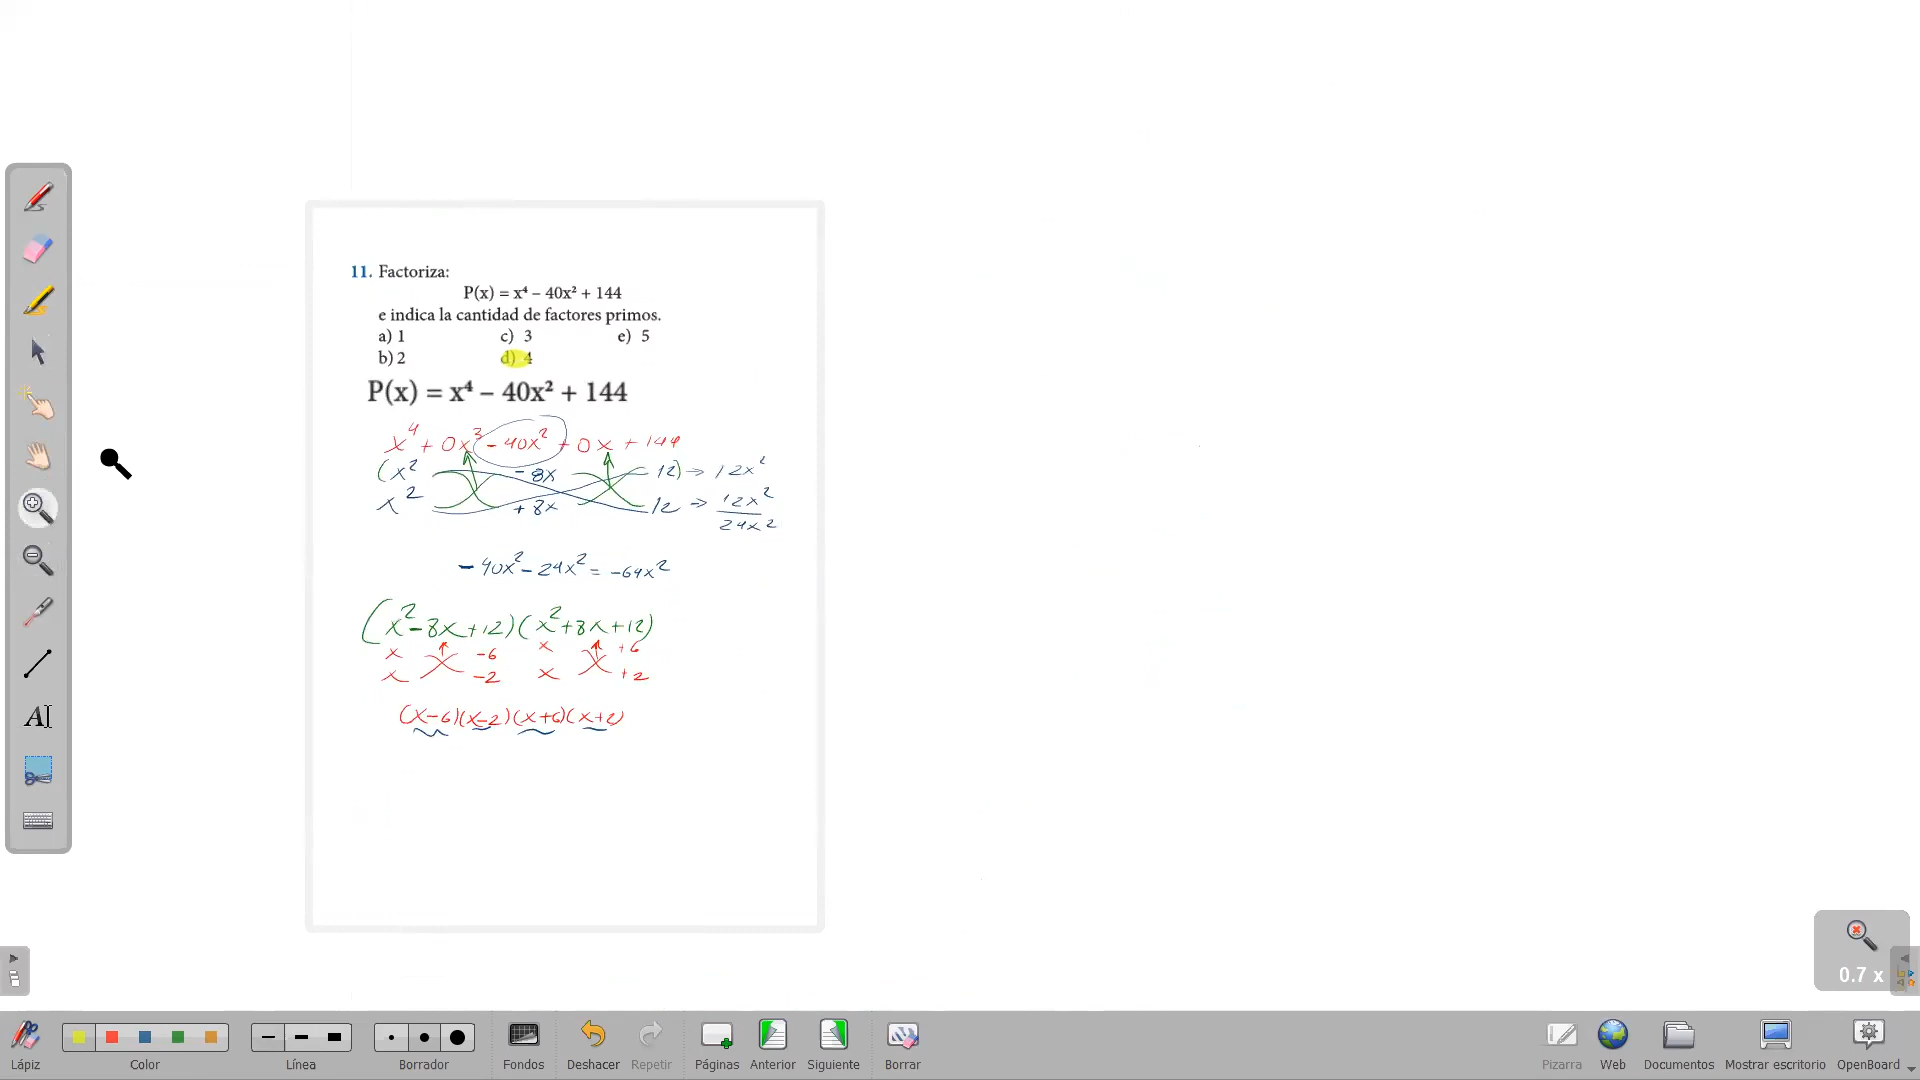 11. Factoriza:
P(x) = x⁴ – 40x² + 144
e indica la cantidad de factores primos.
a) 1 c) 3 e) 5
b) 2 d) 4
P(x) = x⁴ – 40x² + 144
x⁴ + 0x³ - 40x² + 0x + 144
(x² - 8x 12) → 12x²
x² + 8x 12 → 12x²
24x²
- 40x² - 24x² = -64x²
(x² - 8x + 12)(x² + 8x + 12)
x -6 x +6
x -2 x +2
(x-6)(x-2)(x+6)(x+2)
0.7 x
Lápiz Color Línea Borrador Fondos Deshacer Repetir Páginas Anterior Siguiente Borrar Pizarra Web Documentos Mostrar escritorio OpenBoard